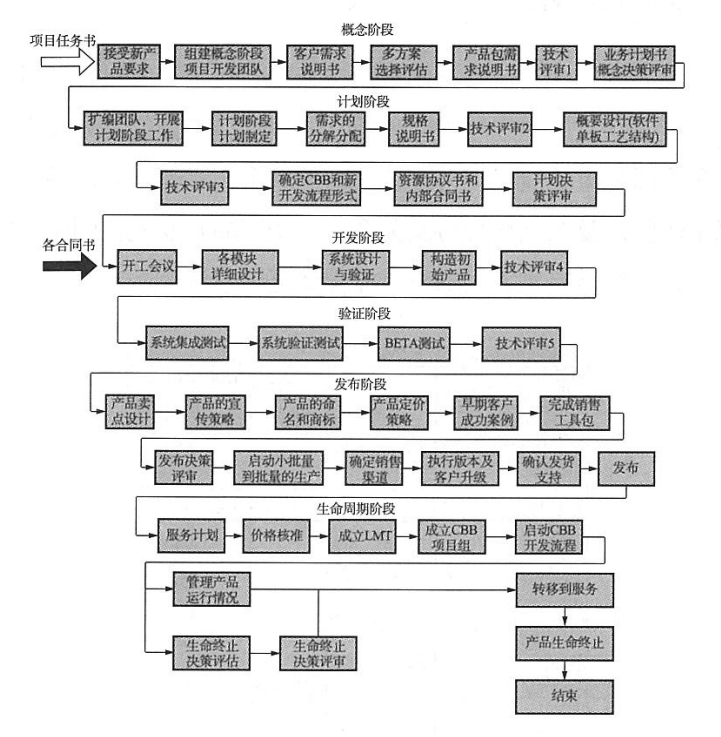 概念阶段
项目任务书
接受新产
品要求
组建概念阶段
项目开发团队
客户需求
说明书
多方案
选择评估
产品包需
求说明书
技术
评审1
业务计划书
概念决策评审
计划阶段
扩编团队、开展
计划阶段工作
计划阶段
计划制定
需求的
分解分配
规格
说明书
技术评审2
概要设计(软件
单板工艺结构)
技术评审3
确定CBB和新
开发流程形式
资源协议书和
内部合同书
计划决
策评审
各合同书
开发阶段
开工会议
各模块
详细设计
系统设计
与验证
构造初
始产品
技术评审4
验证阶段
系统集成测试
系统验证测试
BETA测试
技术评审5
发布阶段
产品卖
点设计
产品的宣
传策略
产品的命
名和商标
产品定价
策略
早期客户
成功案例
完成销售
工具包
发布决策
评审
启动小批量
到批量的生产
确定销售
渠道
执行版本及
客户升级
确认发货
支持
发布
生命周期阶段
服务计划
价格核准
成立LMT
成立CBB
项目组
启动CBB
开发流程
管理产品
运行情况
转移到服务
生命终止
决策评估
生命终止
决策评审
产品生命终止
结束